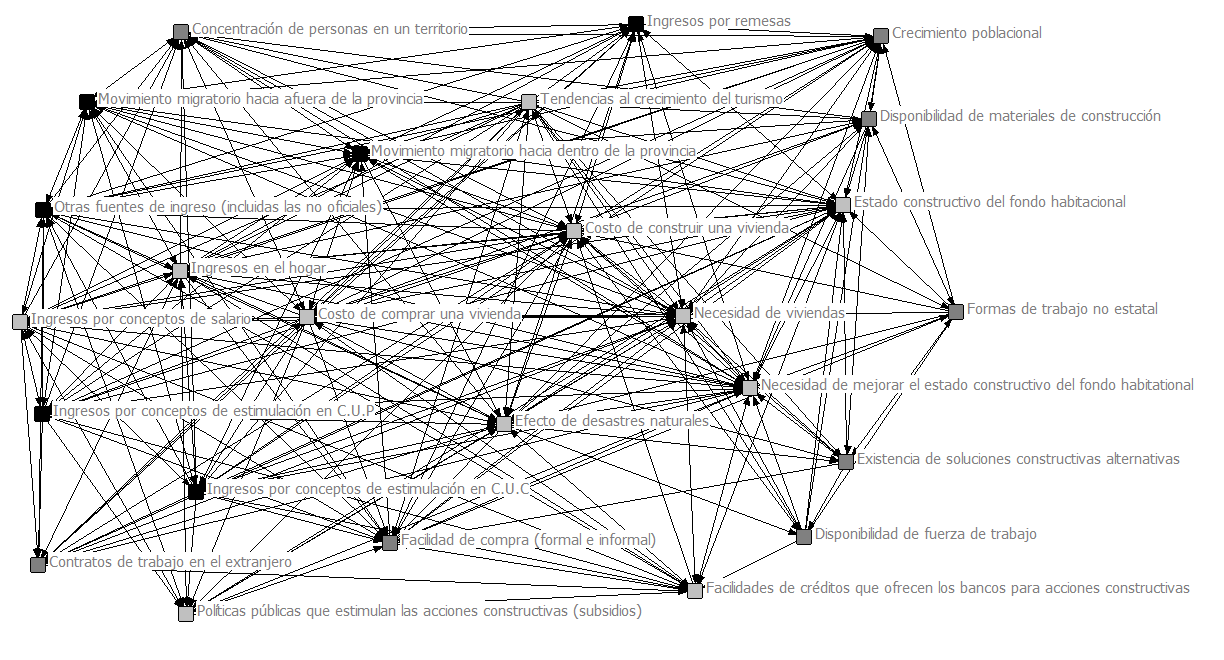 Ingresos por remesas
Concentración de personas en un territorio
Crecimiento poblacional
Movimiento migratorio hacia afuera de la provincia
Tendencias al crecimiento del turismo
Disponibilidad de materiales de construcción
Movimiento migratorio hacia dentro de la provincia
Estado constructivo del fondo habitacional
Otras fuentes de ingreso (incluidas las no oficiales)
Costo de construir una vivienda
Ingresos en el hogar
Formas de trabajo no estatal
Costo de comprar una vivienda
Necesidad de viviendas
Ingresos por conceptos de salario
Necesidad de mejorar el estado constructivo del fondo habitational
Ingresos por conceptos de estimulación en C.U.P
Efecto de desastres naturales
Existencia de soluciones constructivas alternativas
Ingresos por conceptos de estimulación en C.U.C
Disponibilidad de fuerza de trabajo
Facilidad de compra (formal e informal)
Contratos de trabajo en el extranjero
Facilidades de créditos que ofrecen los bancos para acciones constructivas
Políticas públicas que estimulan las acciones constructivas (subsidios)